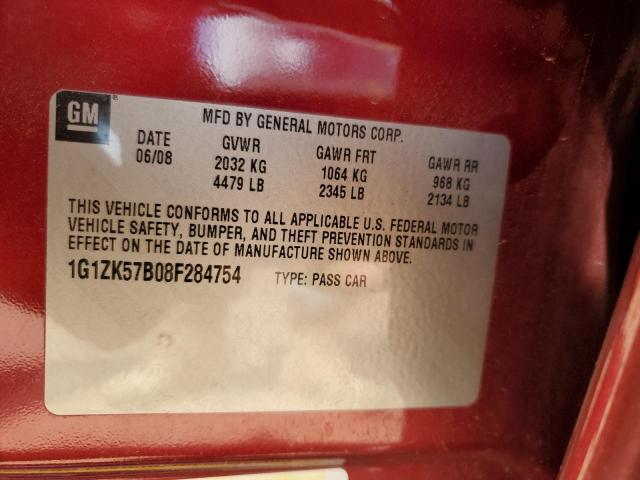 GM ®
MFD BY GENERAL MOTORS CORP.
DATE GVWR GAWR FRT GAWR RR
06/08 2032 KG 1064 KG 968 KG
4479 LB 2345 LB 2134 LB
THIS VEHICLE CONFORMS TO ALL APPLICABLE U.S. FEDERAL MOTOR
VEHICLE SAFETY, BUMPER, AND THEFT PREVENTION STANDARDS IN
EFFECT ON THE DATE OF MANUFACTURE SHOWN ABOVE.
1G1ZK57B08F284754 TYPE: PASS CAR